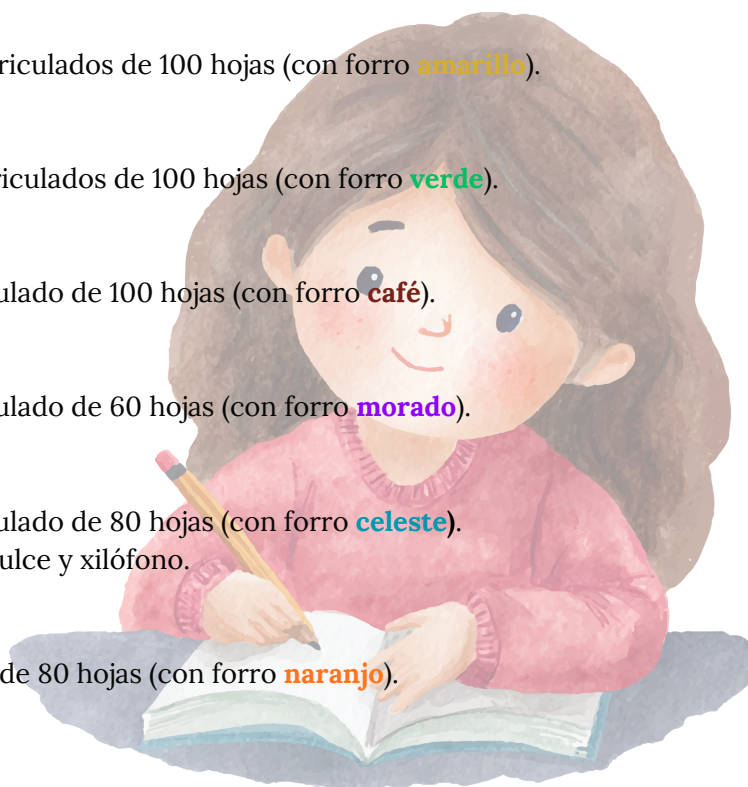 riculados de 100 hojas (con forro amarillo).
riculados de 100 hojas (con forro verde).
ulado de 100 hojas (con forro café).
ulado de 60 hojas (con forro morado).
ulado de 80 hojas (con forro celeste).
ulce y xilófono.
de 80 hojas (con forro naranjo).